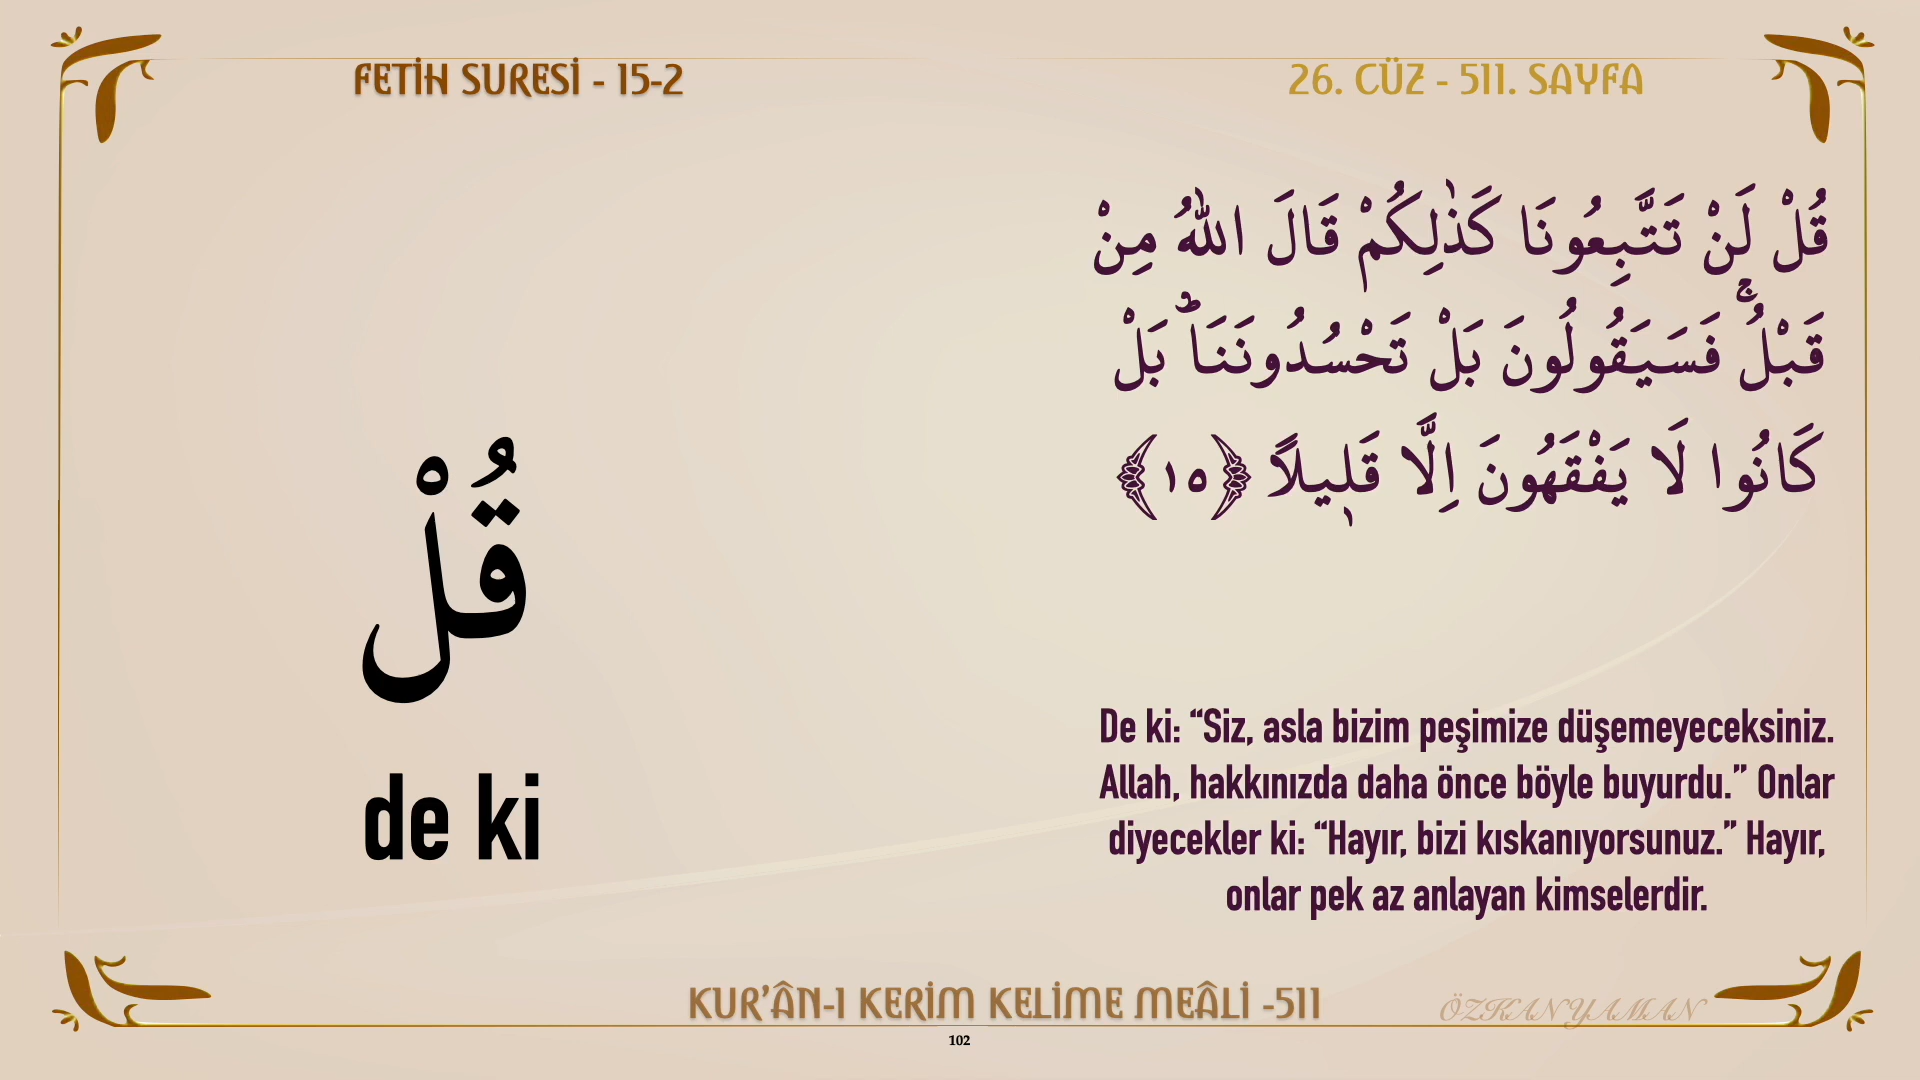 FETİH SURESİ - 15-2
26. CÜZ - 511. SAYFA
قُلْ لَنْ تَتَّبِعُونَا كَذٰلِكُمْ قَالَ اللّٰهُ مِنْ
قَبْلُۚ فَسَيَقُولُونَ بَلْ تَحْسُدُونَنَاۜ بَلْ
كَانُوا لَا يَفْقَهُونَ اِلَّا قَل۪يلًا ﴿١٥﴾
قُلْ
de ki
De ki: “Siz, asla bizim peşimize düşemeyeceksiniz.
Allah, hakkınızda daha önce böyle buyurdu.” Onlar
diyecekler ki: “Hayır, bizi kıskanıyorsunuz.” Hayır,
onlar pek az anlayan kimselerdir.
KUR’ÂN-I KERİM KELİME MEÂLİ -511
ÖZKAN YAMAN
102